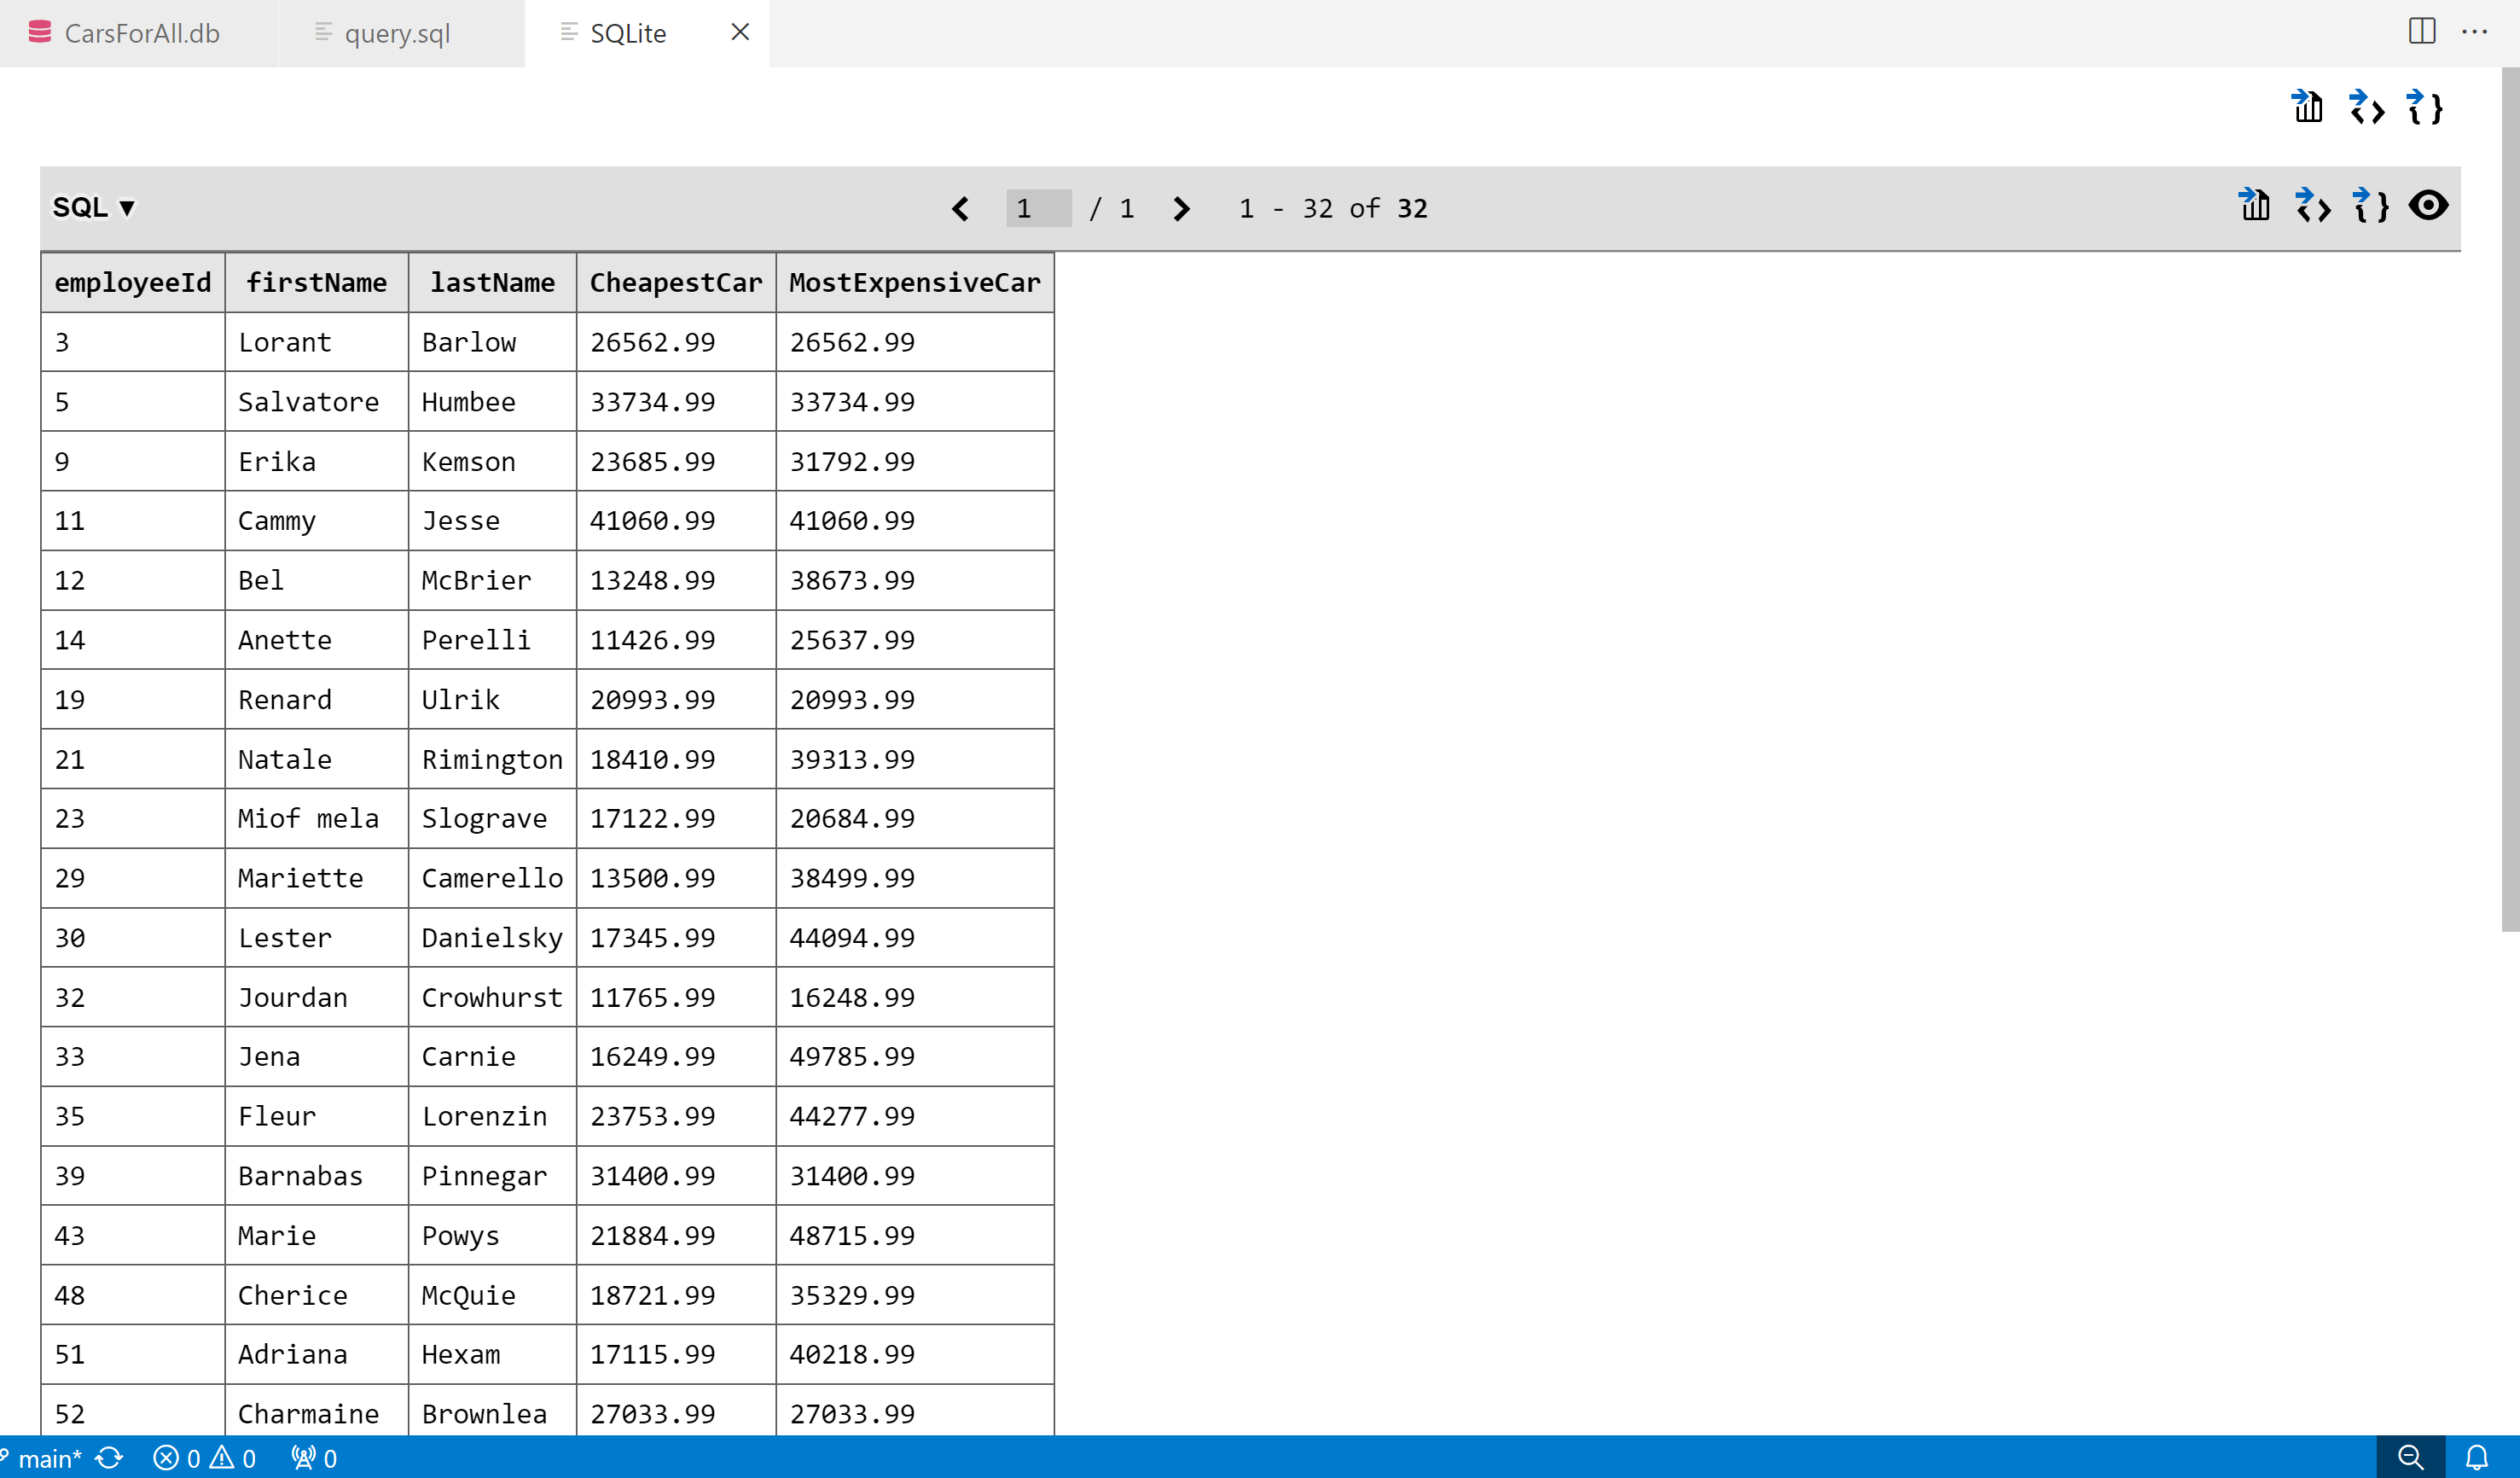 CarsForAll.db query.sql SQLite
SQL ▼ 1 / 1 1 - 32 of 32
employeeId firstName lastName CheapestCar MostExpensiveCar
3 Lorant Barlow 26562.99 26562.99
5 Salvatore Humbee 33734.99 33734.99
9 Erika Kemson 23685.99 31792.99
11 Cammy Jesse 41060.99 41060.99
12 Bel McBrier 13248.99 38673.99
14 Anette Perelli 11426.99 25637.99
19 Renard Ulrik 20993.99 20993.99
21 Natale Rimington 18410.99 39313.99
23 Miof mela Slograve 17122.99 20684.99
29 Mariette Camerello 13500.99 38499.99
30 Lester Danielsky 17345.99 44094.99
32 Jourdan Crowhurst 11765.99 16248.99
33 Jena Carnie 16249.99 49785.99
35 Fleur Lorenzin 23753.99 44277.99
39 Barnabas Pinnegar 31400.99 31400.99
43 Marie Powys 21884.99 48715.99
48 Cherice McQuie 18721.99 35329.99
51 Adriana Hexam 17115.99 40218.99
52 Charmaine Brownlea 27033.99 27033.99
main* 0 0 0